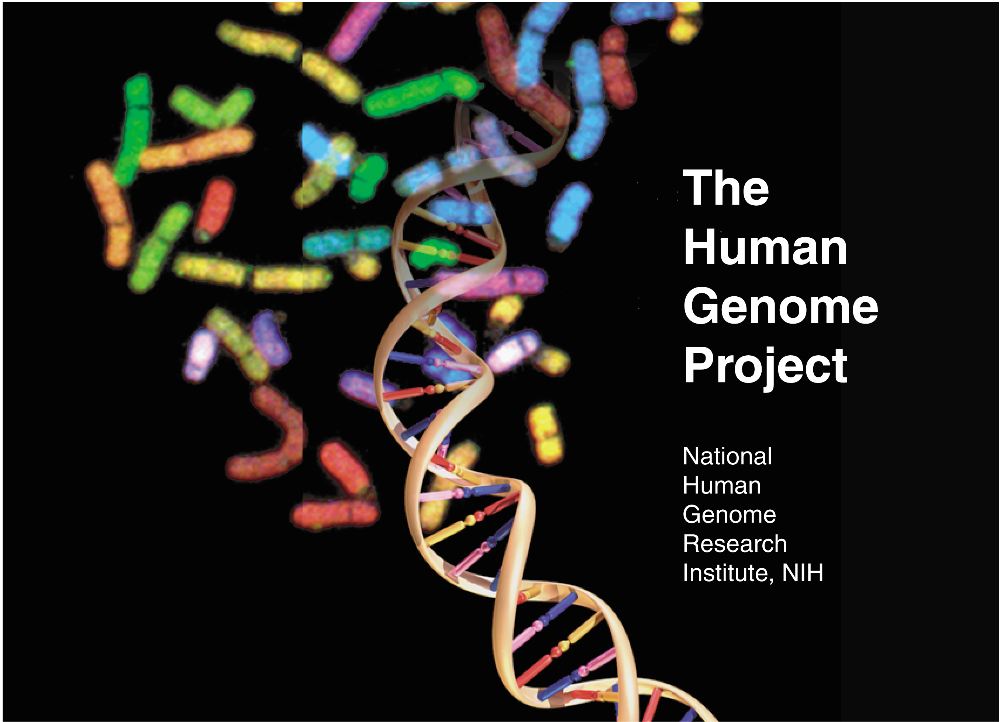 The
Human
Genome
Project
National
Human
Genome
Research
Institute, NIH